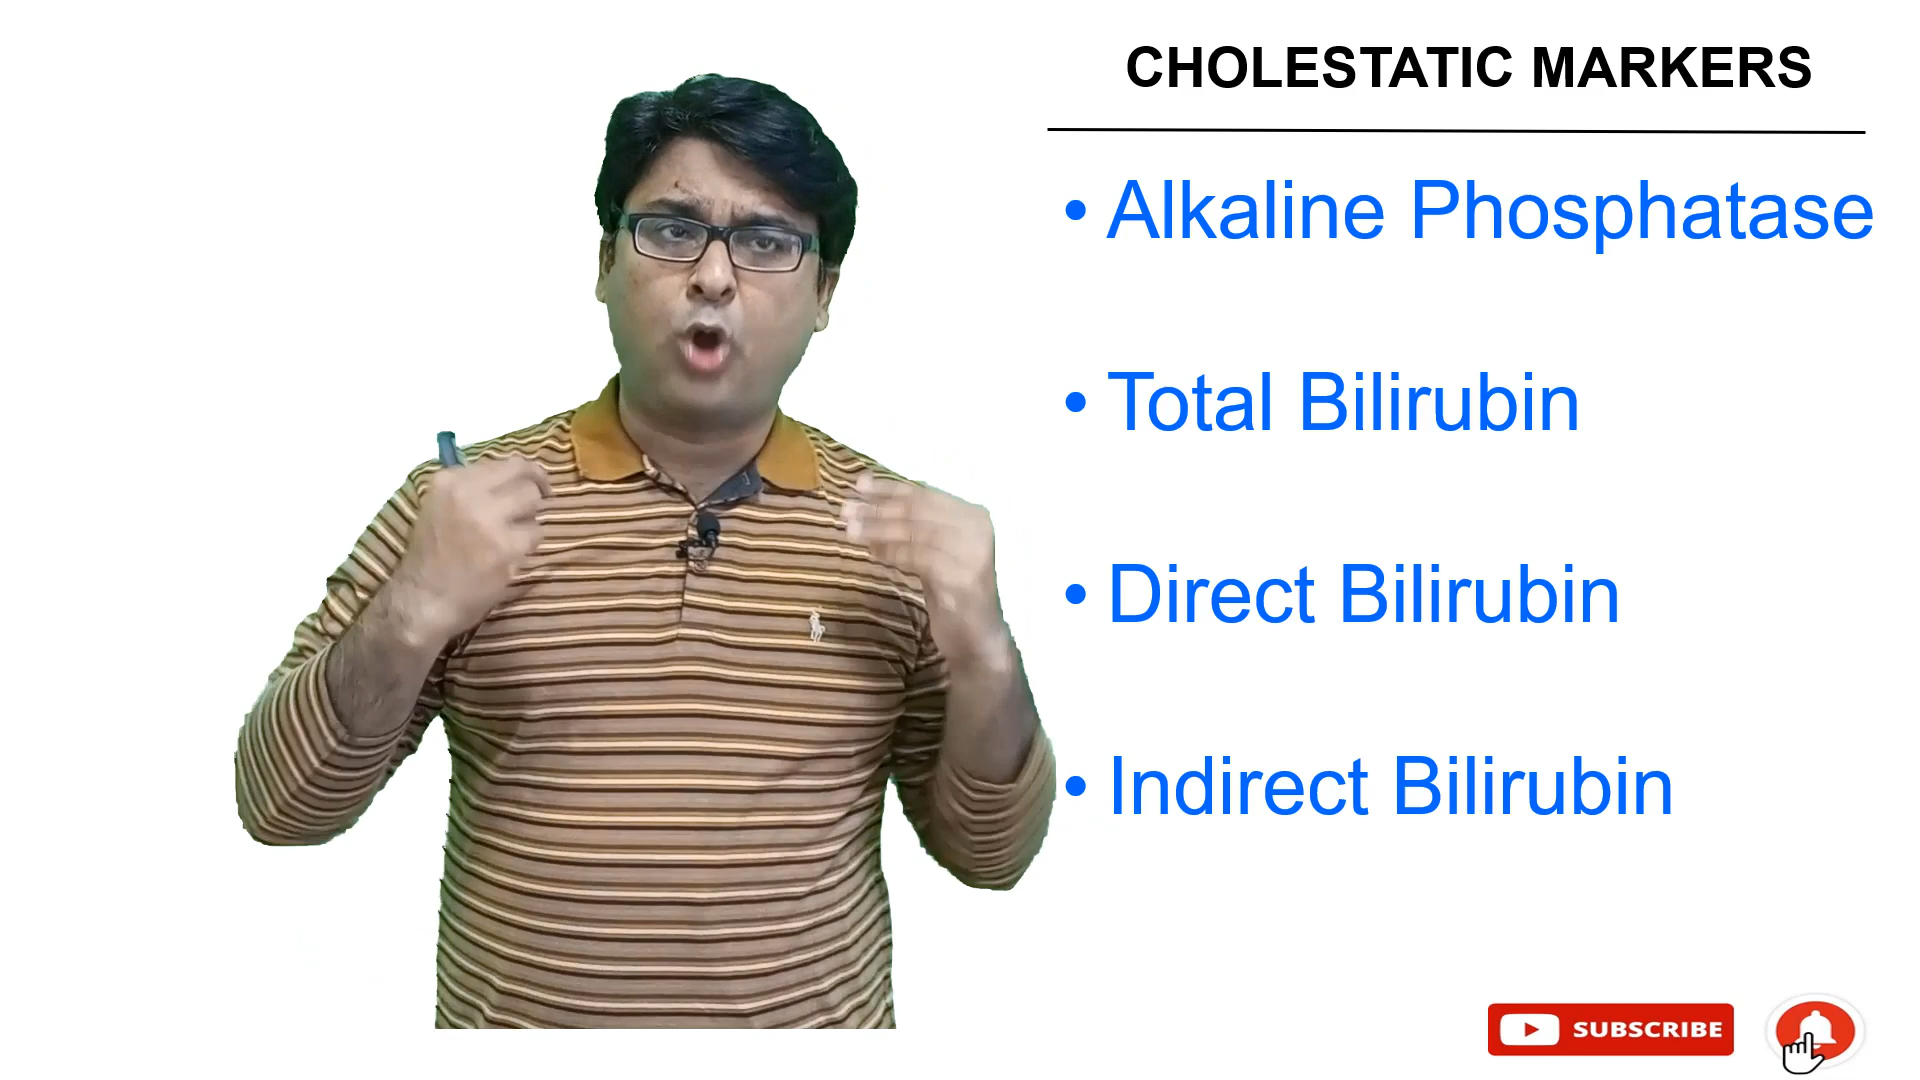 CHOLESTATIC MARKERS
• Alkaline Phosphatase
• Total Bilirubin
• Direct Bilirubin
• Indirect Bilirubin
SUBSCRIBE